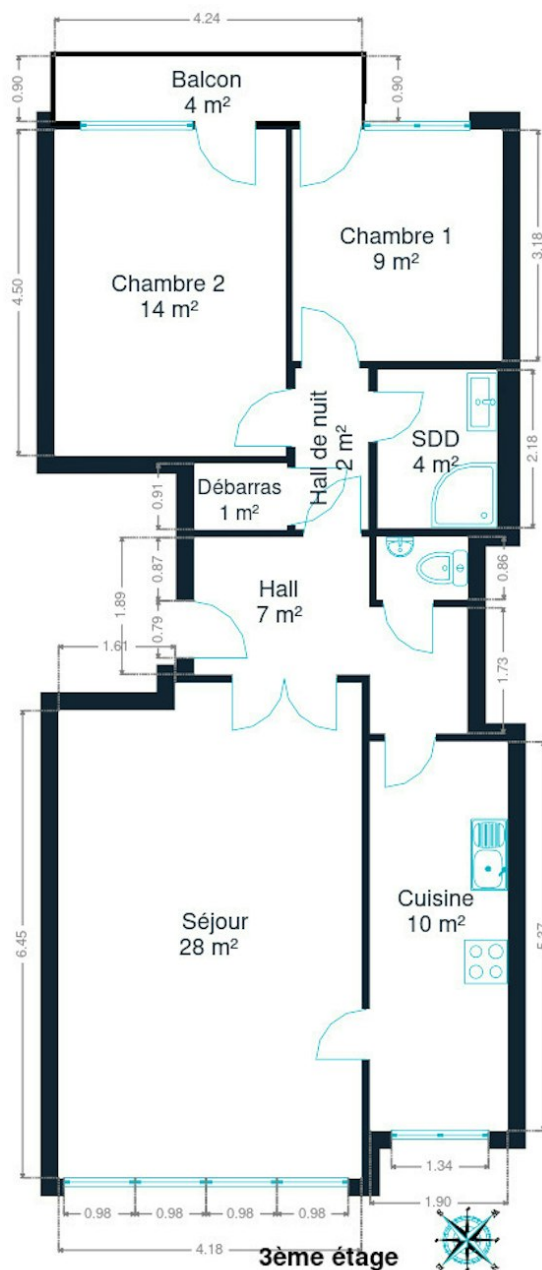 4.24
0.90
0.90
Balcon
4 m²
Chambre 1
9 m²
3.18
Chambre 2
14 m²
4.50
Hall de nuit
2 m²
SDD
4 m²
2.18
Débarras
1 m²
0.91
0.87
1.89
0.79
Hall
7 m²
0.86
1.61
1.73
Séjour
28 m²
6.45
Cuisine
10 m²
5.37
1.34
1.90
0.98
0.98
0.98
0.98
4.18
3ème étage